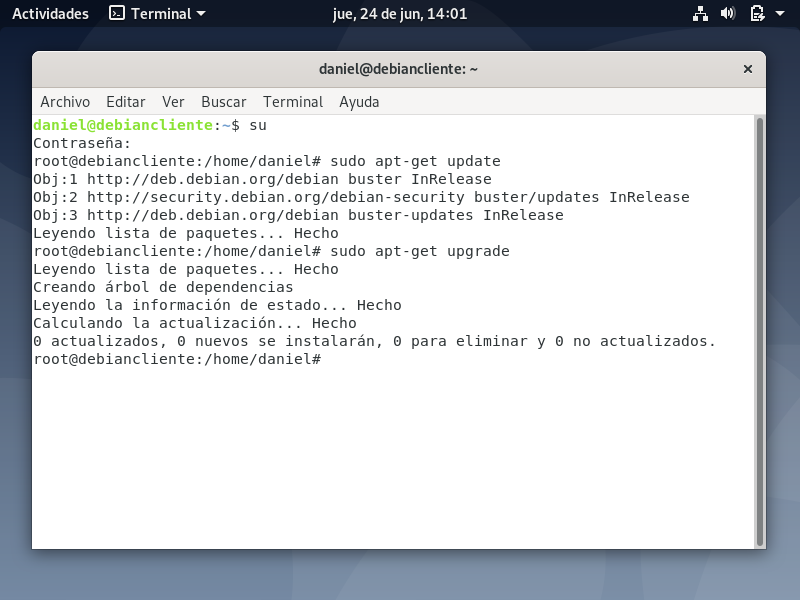 Actividades Terminal jue, 24 de jun, 14:01
daniel@debiancliente: ~ ×
Archivo Editar Ver Buscar Terminal Ayuda
daniel@debiancliente:~$ su
Contraseña:
root@debiancliente:/home/daniel# sudo apt-get update
Obj:1 http://deb.debian.org/debian buster InRelease
Obj:2 http://security.debian.org/debian-security buster/updates InRelease
Obj:3 http://deb.debian.org/debian buster-updates InRelease
Leyendo lista de paquetes... Hecho
root@debiancliente:/home/daniel# sudo apt-get upgrade
Leyendo lista de paquetes... Hecho
Creando árbol de dependencias
Leyendo la información de estado... Hecho
Calculando la actualización... Hecho
0 actualizados, 0 nuevos se instalarán, 0 para eliminar y 0 no actualizados.
root@debiancliente:/home/daniel#